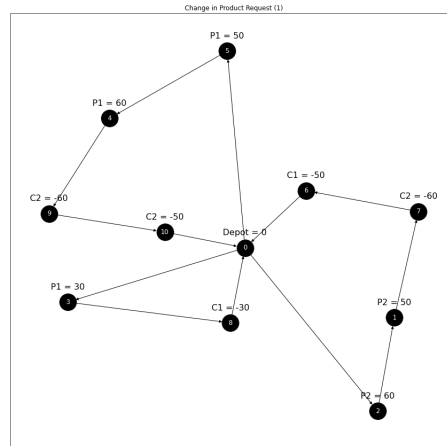 Change in Product Request (1)
P1 = 50
5
P1 = 60
4
C1 = -50
6
C2 = -60
9
C2 = -60
7
C2 = -50
10
Depot = 0
0
P1 = 30
3
C1 = -30
8
P2 = 50
1
P2 = 60
2